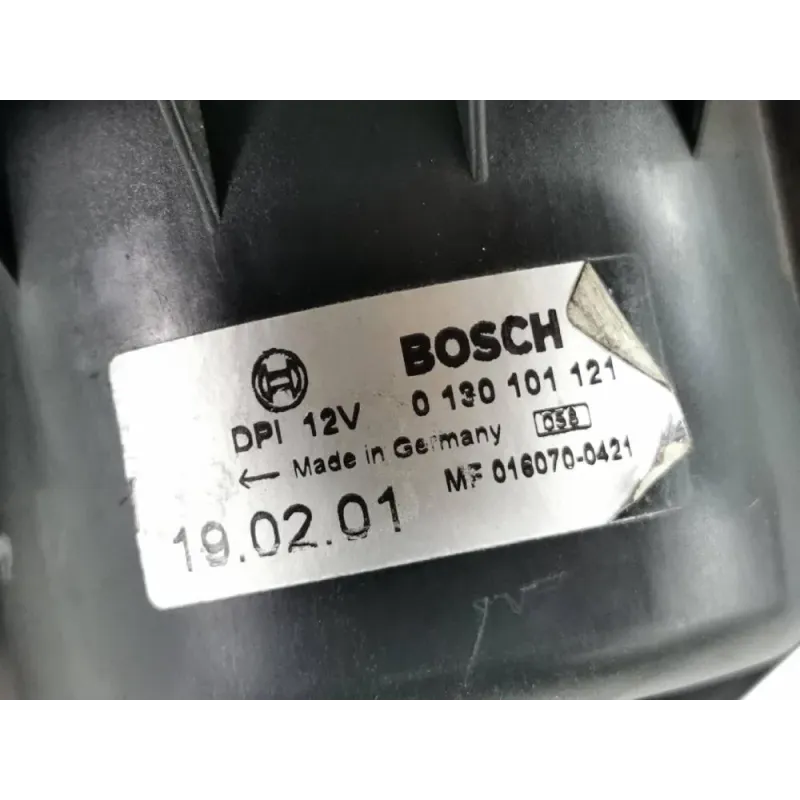 BOSCH
DPI 12V 0 130 101 121
← Made in Germany 058
19.02.01 MF 016070-0421